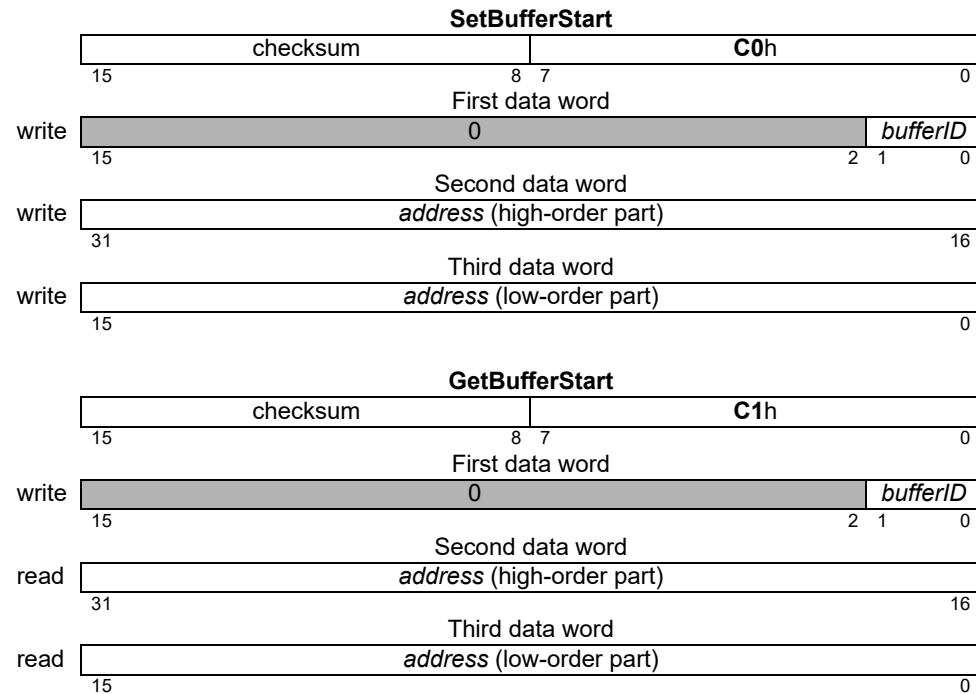 SetBufferStart
checksum C0h
15 8 7 0
First data word
write 0 bufferID
15 2 1 0
Second data word
write address (high-order part)
31 16
Third data word
write address (low-order part)
15 0
GetBufferStart
checksum C1h
15 8 7 0
First data word
write 0 bufferID
15 2 1 0
Second data word
read address (high-order part)
31 16
Third data word
read address (low-order part)
15 0